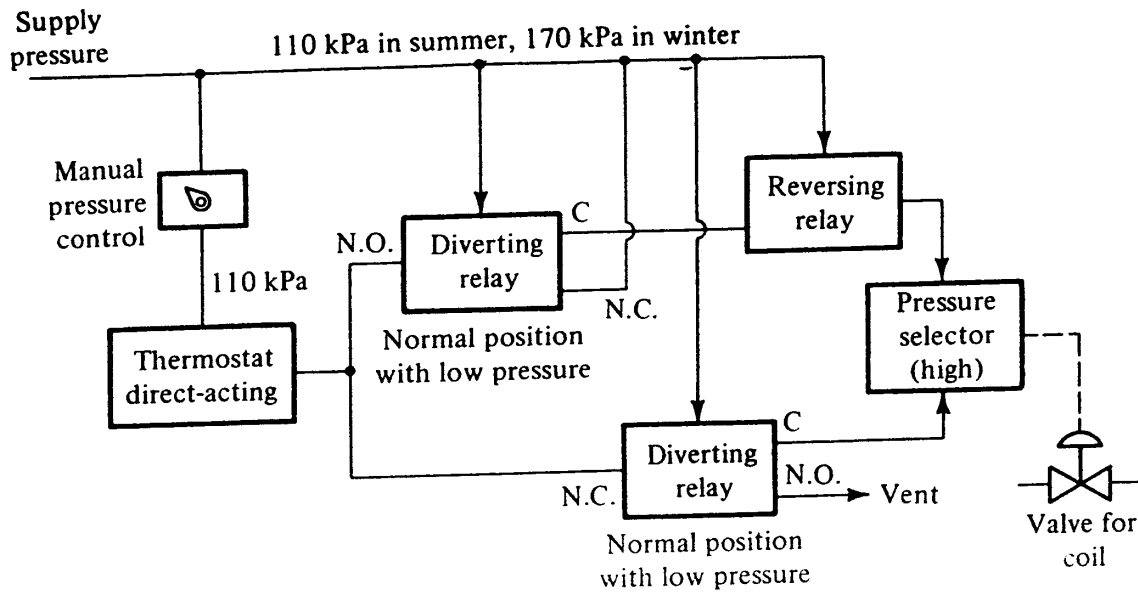 Supply
pressure
110 kPa in summer, 170 kPa in winter
Manual
pressure
control
110 kPa
Thermostat
direct-acting
N.O.
Diverting
relay
C
N.C.
Normal position
with low pressure
Reversing
relay
Pressure
selector
(high)
N.C.
Diverting
relay
C
N.O.
Vent
Normal position
with low pressure
Valve for
coil